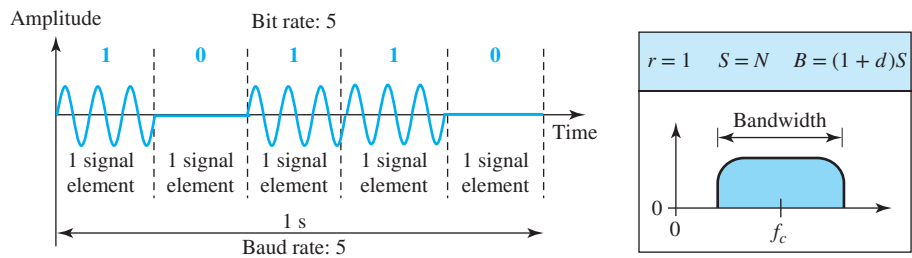 Amplitude
Bit rate: 5
1 0 1 1 0
Time
1 signal element
1 signal element
1 signal element
1 signal element
1 signal element
1 s
Baud rate: 5
r = 1 S = N B = (1 + d)S
Bandwidth
0
0
f_c